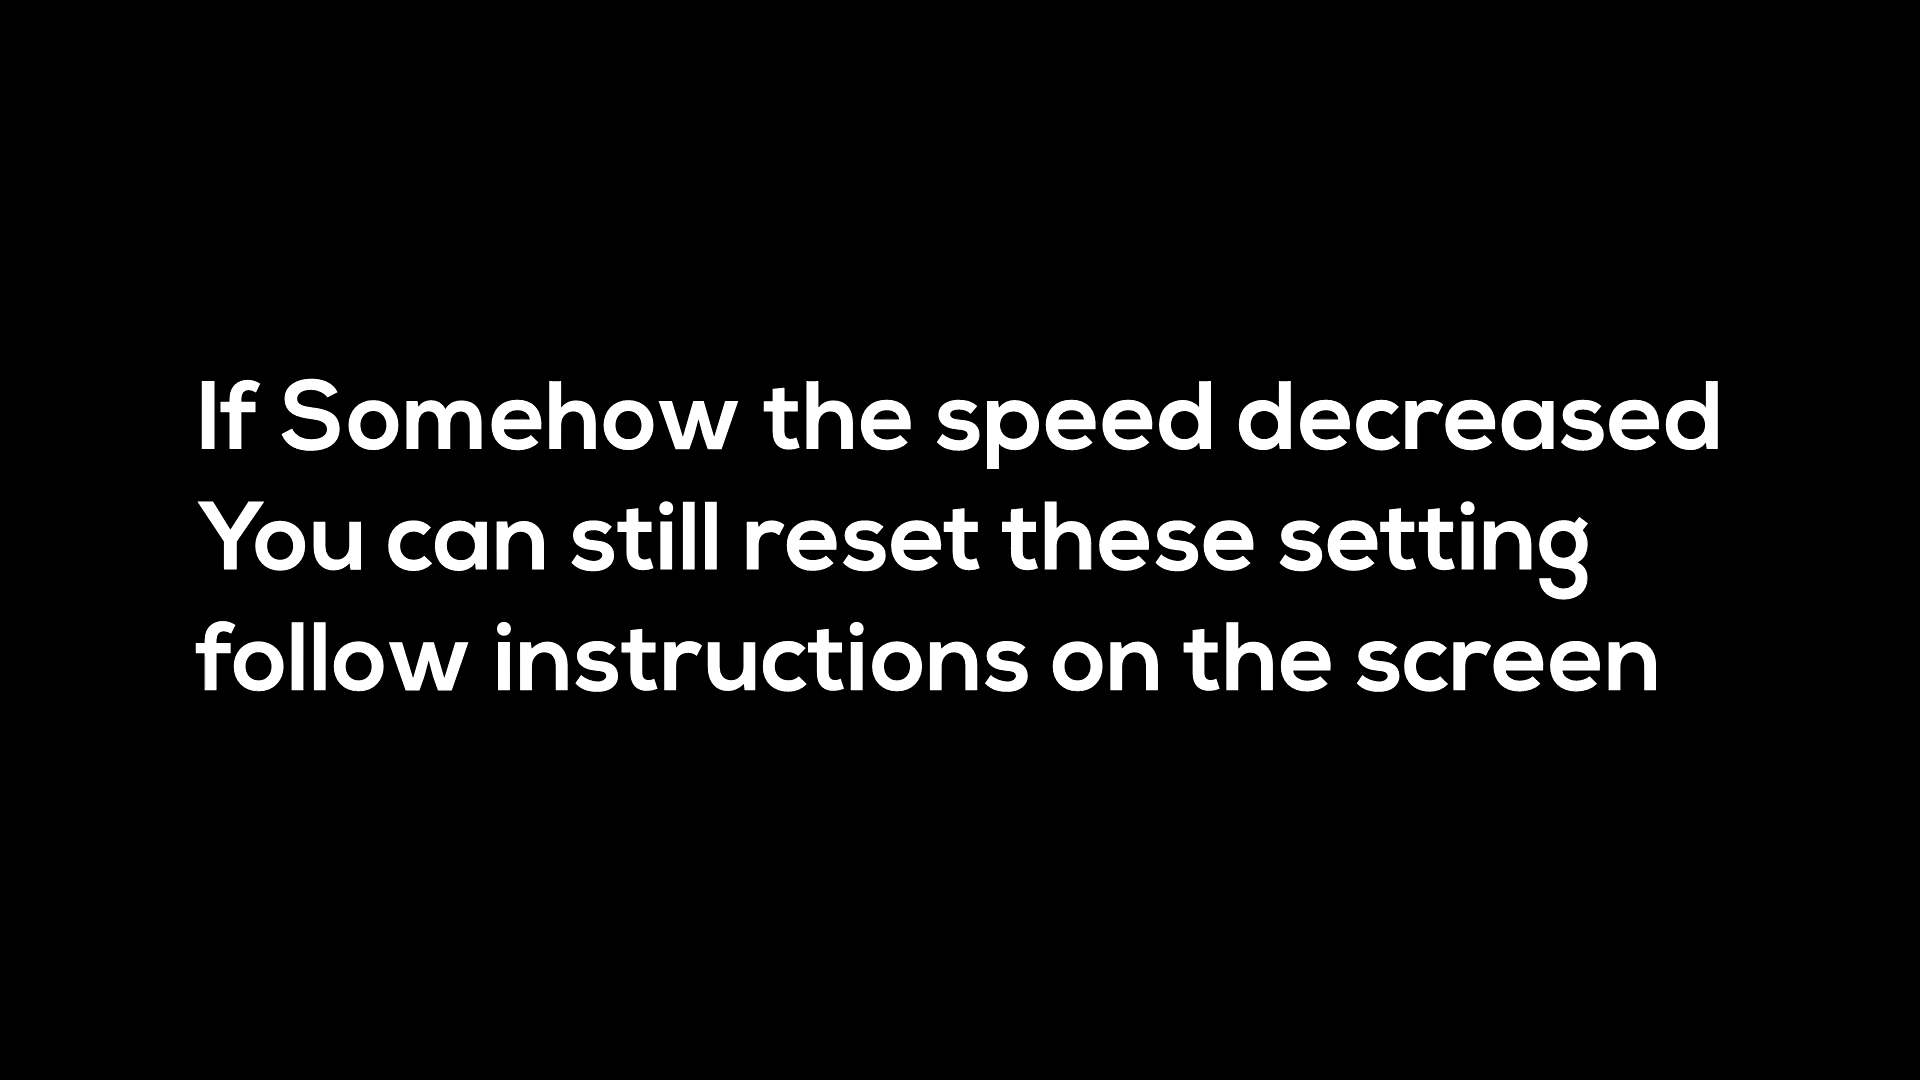 If Somehow the speed decreased
You can still reset these setting
follow instructions on the screen